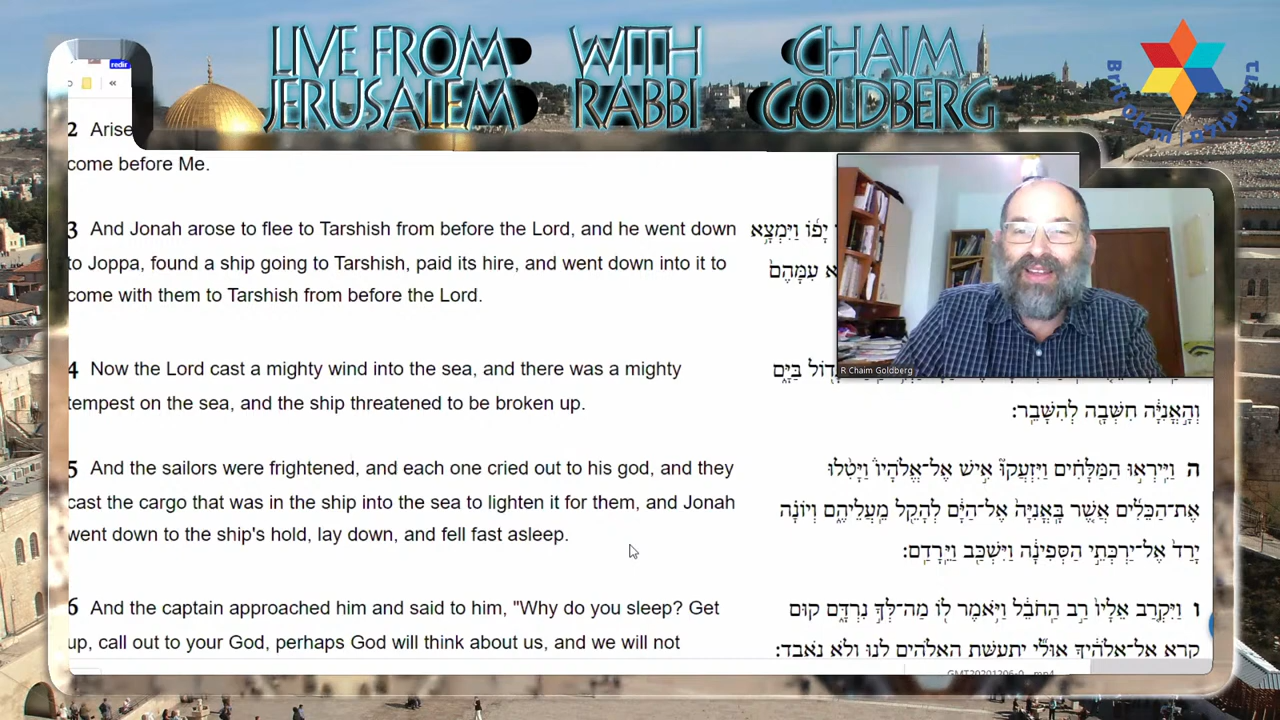 LIVE FROM WITH CHAIM
JERUSALEM RABBI GOLDBERG
Brit Olam | ברית עולם
redir
«
2 Arise
come before Me.
3 And Jonah arose to flee to Tarshish from before the Lord, and he went down
to Joppa, found a ship going to Tarshish, paid its hire, and went down into it to
come with them to Tarshish from before the Lord.
יָפ֜וֹ וַיִּמְצָ֥א
עִמָּהֶם֙
4 Now the Lord cast a mighty wind into the sea, and there was a mighty
tempest on the sea, and the ship threatened to be broken up.
בַּיָּ֑ם
וְהָ֣אֳנִיָּ֔ה חִשְּׁבָ֖ה לְהִשָּׁבֵֽר:
5 And the sailors were frightened, and each one cried out to his god, and they
cast the cargo that was in the ship into the sea to lighten it for them, and Jonah
went down to the ship's hold, lay down, and fell fast asleep.
ה וַיִּֽירְא֣וּ הַמַּלָּחִ֗ים וַיִּזְעֲקוּ֘ אִ֣ישׁ אֶל־אֱלֹהָיו֒ וַיָּטִ֨לוּ
אֶת־הַכֵּלִ֜ים אֲשֶׁ֤ר בָּֽאֳנִיָּה֙ אֶל־הַיָּ֔ם לְהָקֵ֖ל מֵֽעֲלֵיהֶ֑ם וְיוֹנָ֗ה
יָרַד֙ אֶל־יַרְכְּתֵ֣י הַסְּפִינָ֔ה וַיִּשְׁכַּ֖ב וַיֵּֽרָדַֽם:
6 And the captain approached him and said to him, "Why do you sleep? Get
up, call out to your God, perhaps God will think about us, and we will not
ו וַיִּקְרַ֤ב אֵלָיו֙ רַ֣ב הַֽחֹבֵ֔ל וַיֹּ֥אמֶר ל֖וֹ מַה־לְּךָ֣ נִרְדָּ֑ם ק֚וּם
קְרָ֣א אֶל־אֱלֹהֶ֔יךָ אוּלַ֞י יִתְעַשֵּׁ֧ת הָֽאֱלֹהִ֛ים לָ֖נוּ וְלֹ֥א נֹאבֵֽד:
R Chaim Goldberg